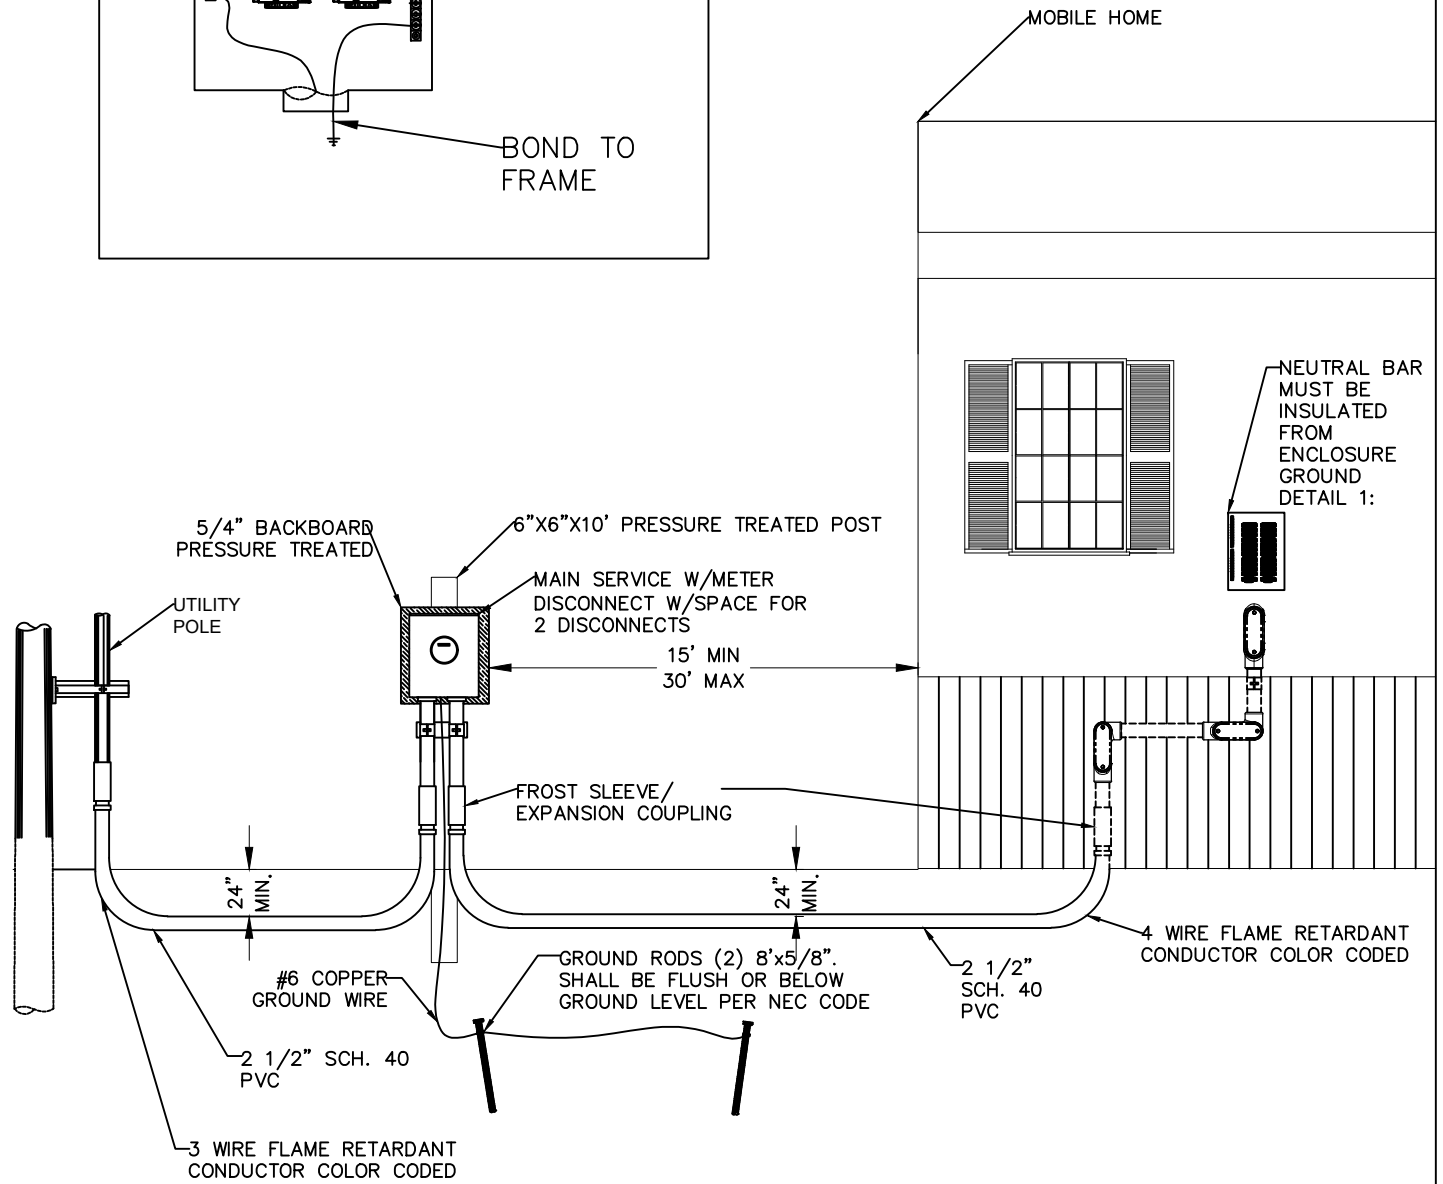 MOBILE HOME
BOND TO
FRAME
NEUTRAL BAR
MUST BE
INSULATED
FROM
ENCLOSURE
GROUND
DETAIL 1:
5/4" BACKBOARD
PRESSURE TREATED
6"X6"X10' PRESSURE TREATED POST
MAIN SERVICE W/METER
DISCONNECT W/SPACE FOR
2 DISCONNECTS
UTILITY
POLE
15' MIN
30' MAX
FROST SLEEVE/
EXPANSION COUPLING
24"
MIN.
24"
MIN.
4 WIRE FLAME RETARDANT
CONDUCTOR COLOR CODED
#6 COPPER
GROUND WIRE
GROUND RODS (2) 8'x5/8".
SHALL BE FLUSH OR BELOW
GROUND LEVEL PER NEC CODE
2 1/2"
SCH. 40
PVC
2 1/2" SCH. 40
PVC
3 WIRE FLAME RETARDANT
CONDUCTOR COLOR CODED